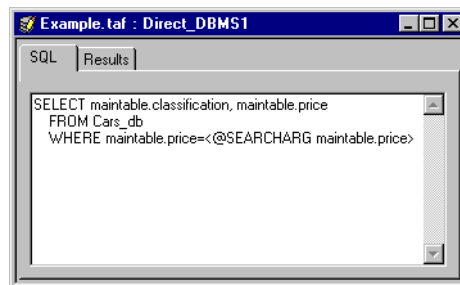 Example.taf : Direct_DBMS1
SQL Results
SELECT maintable.classification, maintable.price
FROM Cars_db
WHERE maintable.price=<@SEARCHARG maintable.price>